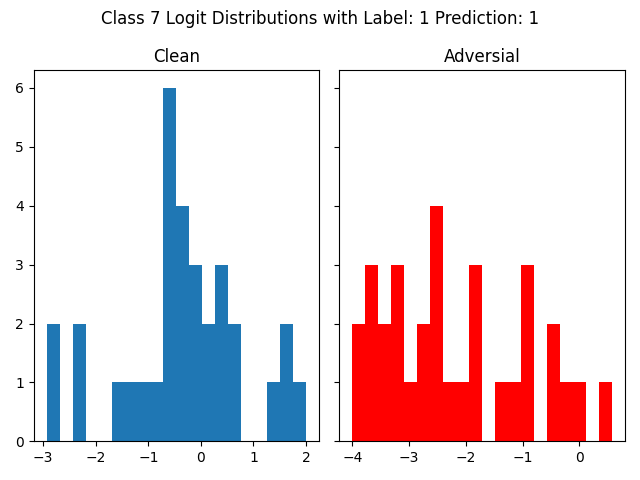 Class 7 Logit Distributions with Label: 1 Prediction: 1
Clean
Adversial
6
5
4
3
2
1
0
−3 −2 −1 0 1 2
−4 −3 −2 −1 0